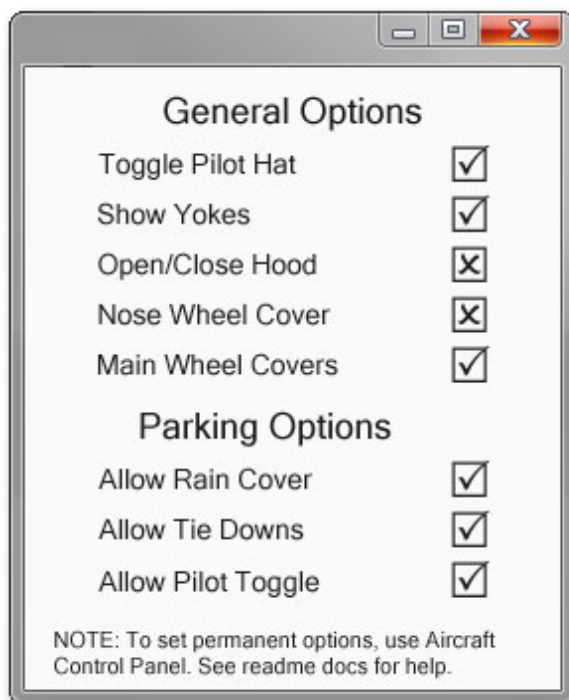 General Options
Toggle Pilot Hat
Show Yokes
Open/Close Hood
Nose Wheel Cover
Main Wheel Covers
Parking Options
Allow Rain Cover
Allow Tie Downs
Allow Pilot Toggle
NOTE: To set permanent options, use Aircraft
Control Panel. See readme docs for help.